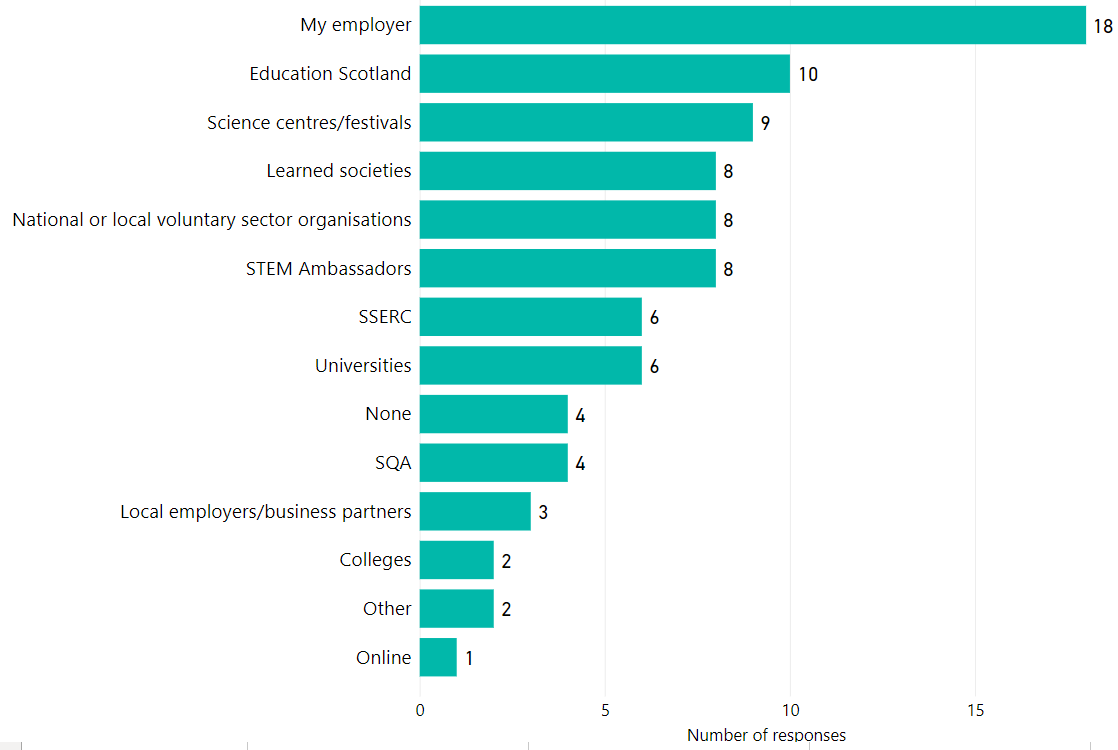 My employer 18
Education Scotland 10
Science centres/festivals 9
Learned societies 8
National or local voluntary sector organisations 8
STEM Ambassadors 8
SSERC 6
Universities 6
None 4
SQA 4
Local employers/business partners 3
Colleges 2
Other 2
Online 1
0 5 10 15
Number of responses